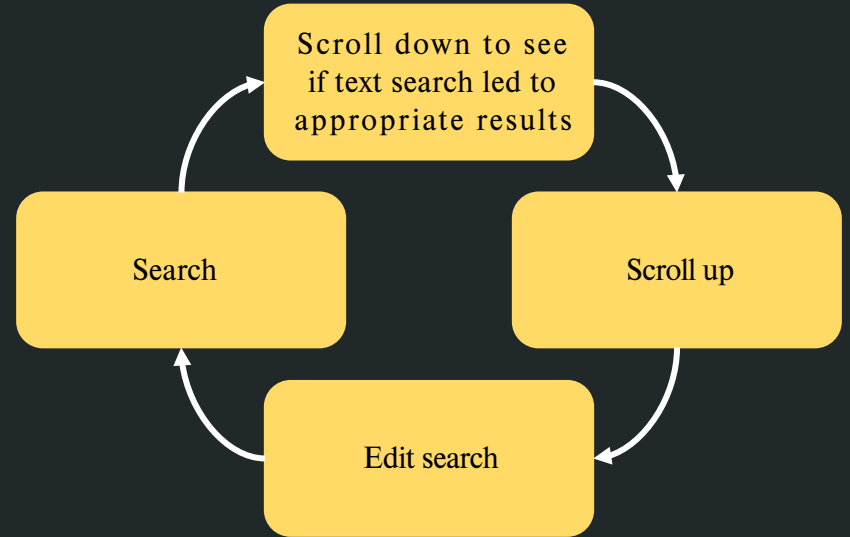 Scroll down to see
if text search led to
appropriate results
Search
Scroll up
Edit search